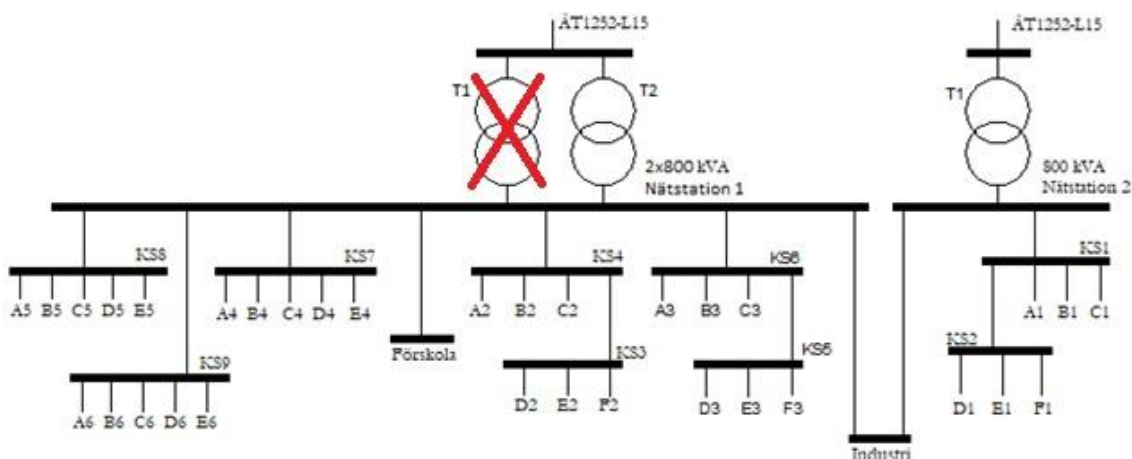 ÄT1252-L15
ÄT1252-L15
T1
T2
T1
2x800 kVA
Nätstation 1
800 kVA
Nätstation 2
KS8
KS7
KS4
KS6
KS1
A5 B5 C5 D5 E5
A4 B4 C4 D4 E4
A2 B2 C2
A3 B3 C3
A1 B1 C1
Förskola
KS9
KS3
KS5
KS2
A6 B6 C6 D6 E6
D2 E2 F2
D3 E3 F3
D1 E1 F1
Industri